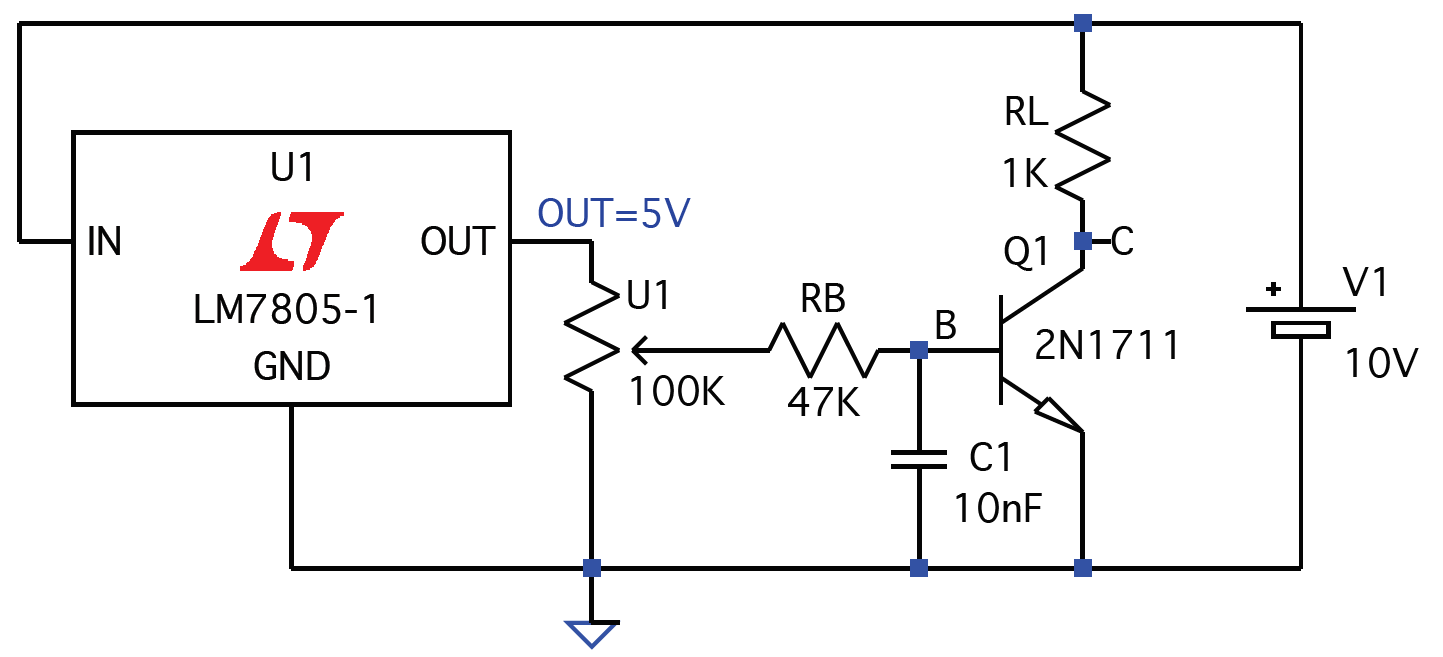 U1
IN
OUT
LM7805-1
GND
OUT=5V
U1
100K
RB
47K
B
C1
10nF
RL
1K
Q1
C
2N1711
+
V1
10V